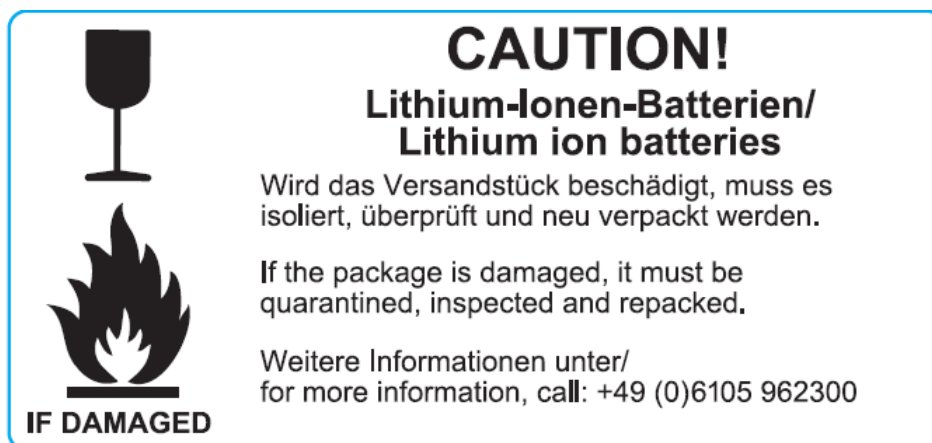 CAUTION!
Lithium-Ionen-Batterien/
Lithium ion batteries
Wird das Versandstück beschädigt, muss es
isoliert, überprüft und neu verpackt werden.
If the package is damaged, it must be
quarantined, inspected and repacked.
Weitere Informationen unter/
for more information, call: +49 (0)6105 962300
IF DAMAGED